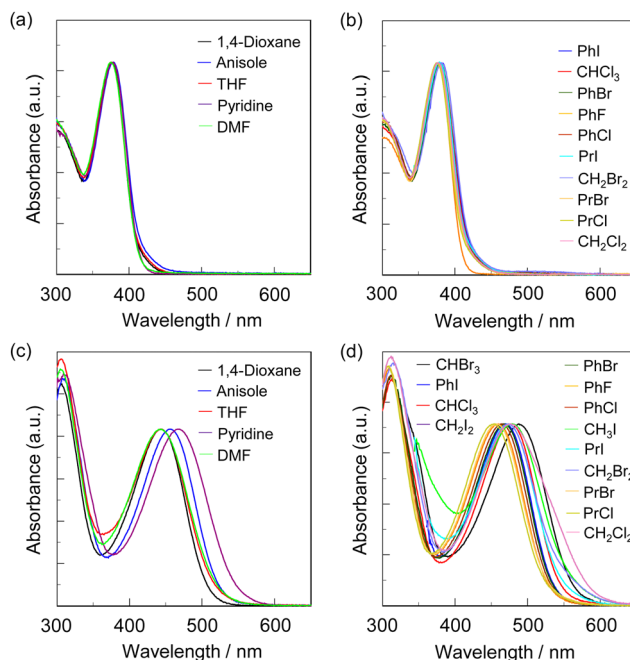 (a)
1,4-Dioxane
Anisole
THF
Pyridine
DMF
Absorbance (a.u.)
300 400 500 600
Wavelength / nm
(b)
PhI
CHCl3
PhBr
PhF
PhCl
PrI
CH2Br2
PrBr
PrCl
CH2Cl2
Absorbance (a.u.)
300 400 500 600
Wavelength / nm
(c)
1,4-Dioxane
Anisole
THF
Pyridine
DMF
Absorbance (a.u.)
300 400 500 600
Wavelength / nm
(d)
CHBr3
PhI
CHCl3
CH2I2
PhBr
PhF
PhCl
CH3I
PrI
CH2Br2
PrBr
PrCl
CH2Cl2
Absorbance (a.u.)
300 400 500 600
Wavelength / nm